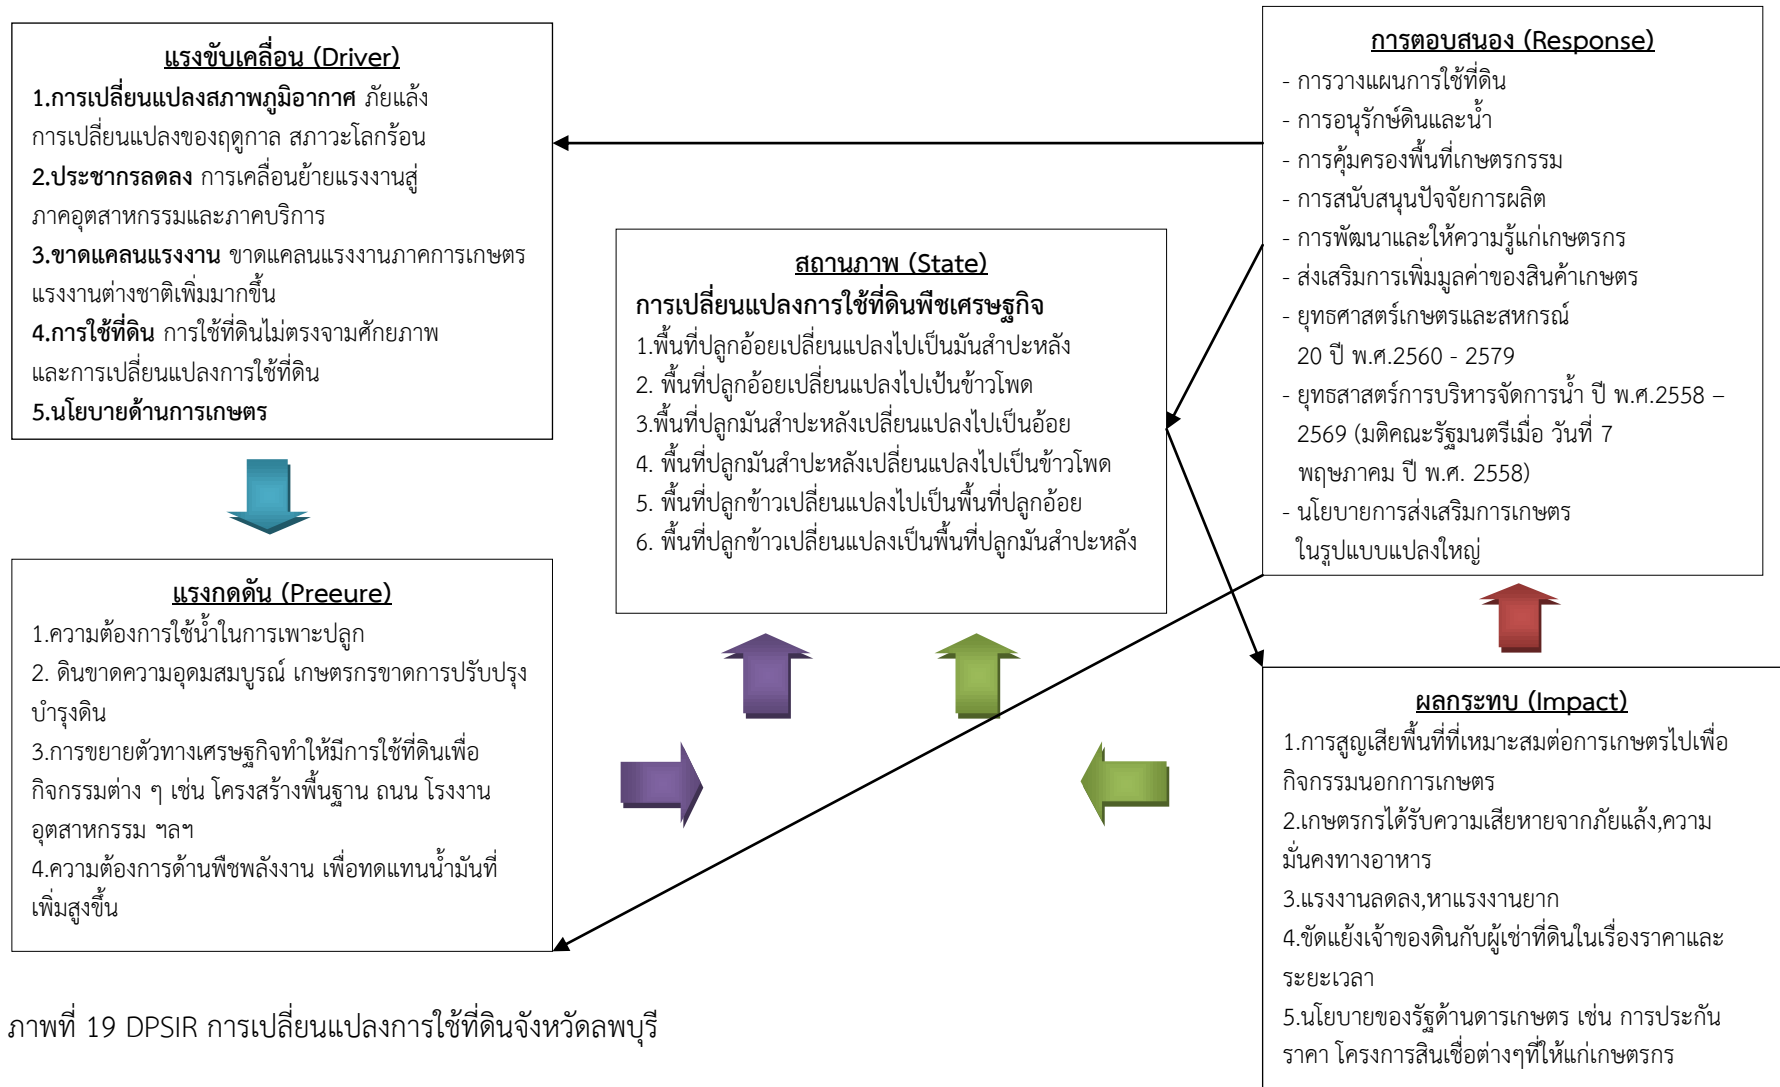 แรงขับเคลื่อน (Driver)
1.การเปลี่ยนแปลงสภาพภูมิอากาศ ภัยแล้ง
การเปลี่ยนแปลงของฤดูกาล สภาวะโลกร้อน
2.ประชากรลดลง การเคลื่อนย้ายแรงงานสู่
ภาคอุตสาหกรรมและภาคบริการ
3.ขาดแคลนแรงงาน ขาดแคลนแรงงานภาคการเกษตร
แรงงานต่างชาติเพิ่มมากขึ้น
4.การใช้ที่ดิน การใช้ที่ดินไม่ตรงจามศักยภาพ
และการเปลี่ยนแปลงการใช้ที่ดิน
5.นโยบายด้านการเกษตร
แรงกดดัน (Preeure)
1.ความต้องการใช้น้ำในการเพาะปลูก
2. ดินขาดความอุดมสมบูรณ์ เกษตรกรขาดการปรับปรุง
บำรุงดิน
3.การขยายตัวทางเศรษฐกิจทำให้มีการใช้ที่ดินเพื่อ
กิจกรรมต่าง ๆ เช่น โครงสร้างพื้นฐาน ถนน โรงงาน
อุตสาหกรรม ฯลฯ
4.ความต้องการด้านพืชพลังงาน เพื่อทดแทนน้ำมันที่
เพิ่มสูงขึ้น
สถานภาพ (State)
การเปลี่ยนแปลงการใช้ที่ดินพืชเศรษฐกิจ
1.พื้นที่ปลูกอ้อยเปลี่ยนแปลงไปเป็นมันสำปะหลัง
2. พื้นที่ปลูกอ้อยเปลี่ยนแปลงไปเป้นข้าวโพด
3.พื้นที่ปลูกมันสำปะหลังเปลี่ยนแปลงไปเป็นอ้อย
4. พื้นที่ปลูกมันสำปะหลังเปลี่ยนแปลงไปเป็นข้าวโพด
5. พื้นที่ปลูกข้าวเปลี่ยนแปลงไปเป็นพื้นที่ปลูกอ้อย
6. พื้นที่ปลูกข้าวเปลี่ยนแปลงเป็นพื้นที่ปลูกมันสำปะหลัง
การตอบสนอง (Response)
- การวางแผนการใช้ที่ดิน
- การอนุรักษ์ดินและน้ำ
- การคุ้มครองพื้นที่เกษตรกรรม
- การสนับสนุนปัจจัยการผลิต
- การพัฒนาและให้ความรู้แก่เกษตรกร
- ส่งเสริมการเพิ่มมูลค่าของสินค้าเกษตร
- ยุทธศาสตร์เกษตรและสหกรณ์
20 ปี พ.ศ.2560 - 2579
- ยุทธสาสตร์การบริหารจัดการน้ำ ปี พ.ศ.2558 –
2569 (มติคณะรัฐมนตรีเมื่อ วันที่ 7
พฤษภาคม ปี พ.ศ. 2558)
- นโยบายการส่งเสริมการเกษตร
ในรูปแบบแปลงใหญ่
ผลกระทบ (Impact)
1.การสูญเสียพื้นที่ที่เหมาะสมต่อการเกษตรไปเพื่อ
กิจกรรมนอกการเกษตร
2.เกษตรกรได้รับความเสียหายจากภัยแล้ง,ความ
มั่นคงทางอาหาร
3.แรงงานลดลง,หาแรงงานยาก
4.ขัดแย้งเจ้าของดินกับผู้เช่าที่ดินในเรื่องราคาและ
ระยะเวลา
5.นโยบายของรัฐด้านดารเกษตร เช่น การประกัน
ราคา โครงการสินเชื่อต่างๆที่ให้แก่เกษตรกร
ภาพที่ 19 DPSIR การเปลี่ยนแปลงการใช้ที่ดินจังหวัดลพบุรี